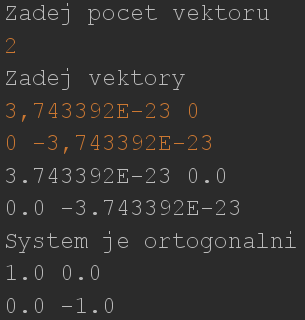 Zadej pocet vektoru
2
Zadej vektory
3,743392E-23 0
0 -3,743392E-23
3.743392E-23 0.0
0.0 -3.743392E-23
System je ortogonalni
1.0 0.0
0.0 -1.0